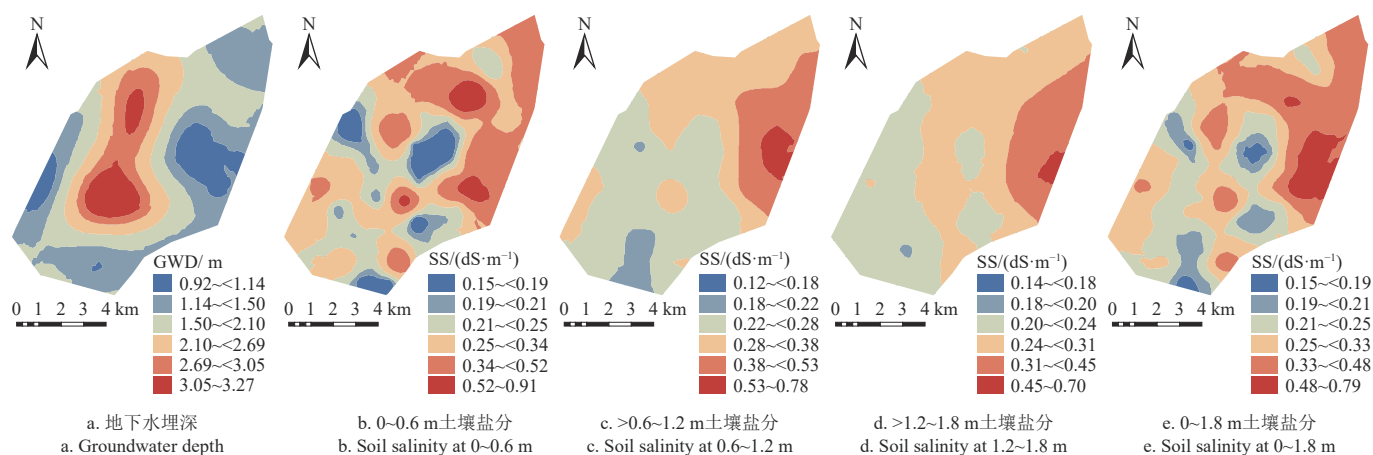 N
GWD/ m
0.92~<1.14
1.14~<1.50
1.50~<2.10
2.10~<2.69
2.69~<3.05
3.05~3.27
0 1 2 3 4 km
a. 地下水埋深
a. Groundwater depth
N
SS/(dS·m⁻¹)
0.15~<0.19
0.19~<0.21
0.21~<0.25
0.25~<0.34
0.34~<0.52
0.52~0.91
0 1 2 3 4 km
b. 0~0.6 m土壤盐分
b. Soil salinity at 0~0.6 m
N
SS/(dS·m⁻¹)
0.12~<0.18
0.18~<0.22
0.22~<0.28
0.28~<0.38
0.38~<0.53
0.53~0.78
0 1 2 3 4 km
c. >0.6~1.2 m土壤盐分
c. Soil salinity at 0.6~1.2 m
N
SS/(dS·m⁻¹)
0.14~<0.18
0.18~<0.20
0.20~<0.24
0.24~<0.31
0.31~<0.45
0.45~0.70
0 1 2 3 4 km
d. >1.2~1.8 m土壤盐分
d. Soil salinity at 1.2~1.8 m
N
SS/(dS·m⁻¹)
0.15~<0.19
0.19~<0.21
0.21~<0.25
0.25~<0.33
0.33~<0.48
0.48~0.79
0 1 2 3 4 km
e. 0~1.8 m土壤盐分
e. Soil salinity at 0~1.8 m